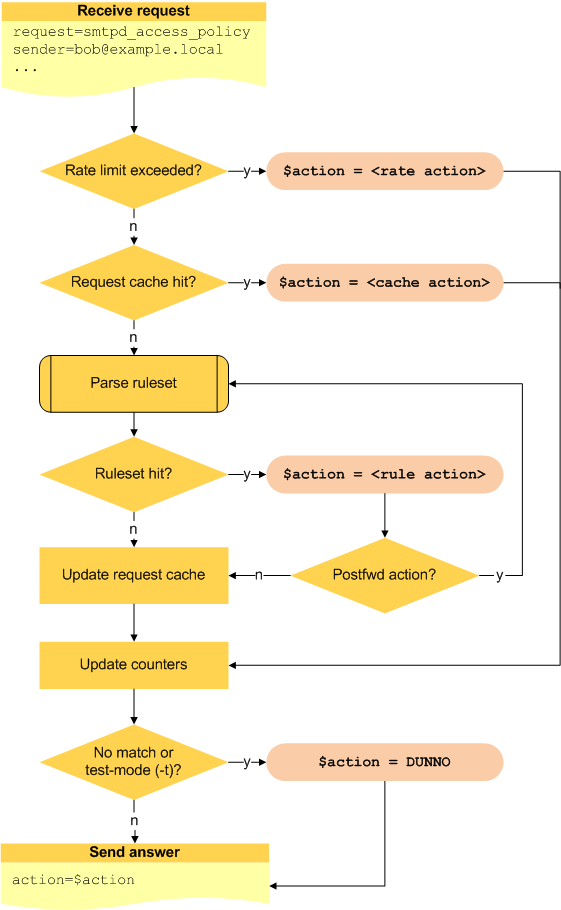 Receive request
request=smtpd_access_policy
sender=bob@example.local
...
Rate limit exceeded?
y
$action = <rate action>
n
Request cache hit?
y
$action = <cache action>
n
Parse ruleset
Ruleset hit?
y
$action = <rule action>
n
Update request cache
n
Postfwd action?
y
Update counters
No match or
test-mode (-t)?
y
$action = DUNNO
n
Send answer
action=$action